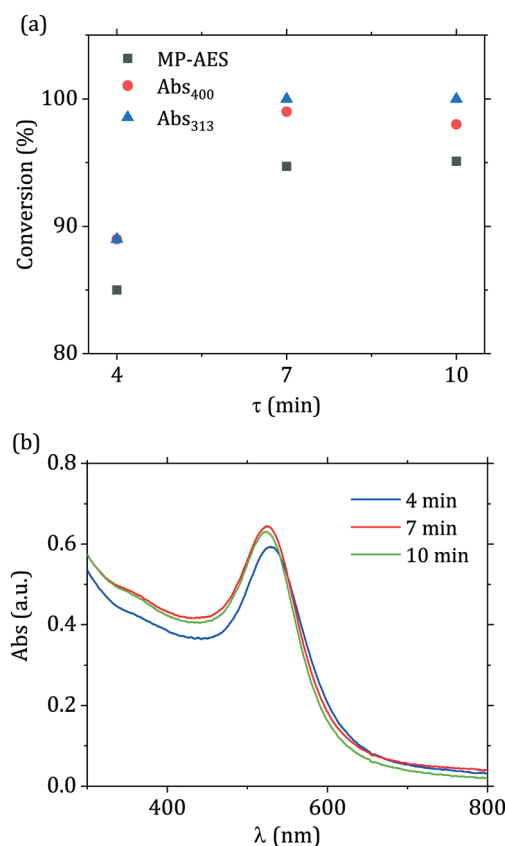 (a)
MP-AES
Abs₄₀₀
Abs₃₁₃
100
90
80
Conversion (%)
4 7 10
τ (min)
(b)
0.8
0.6
0.4
0.2
0.0
Abs (a.u.)
4 min
7 min
10 min
400 600 800
λ (nm)